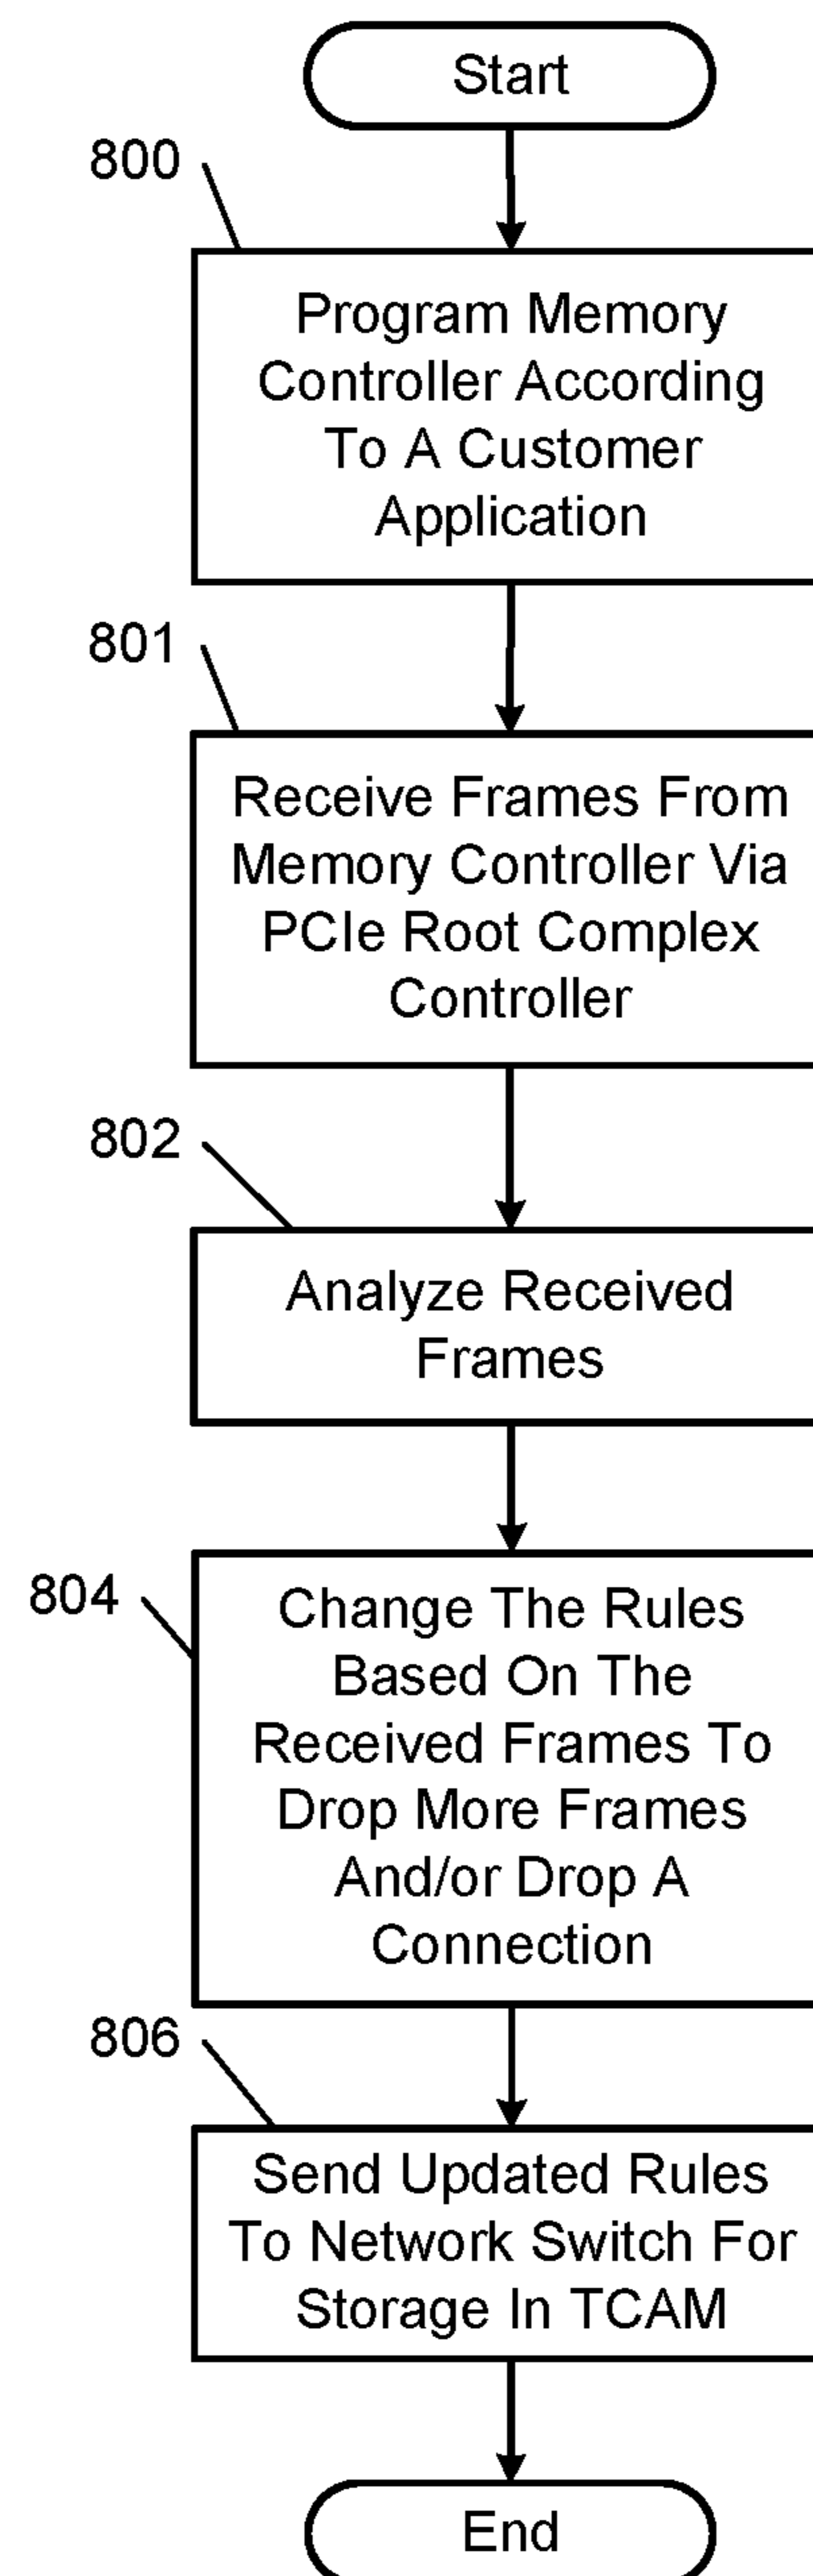 Start
800
Program Memory
Controller According
To A Customer
Application
801
Receive Frames From
Memory Controller Via
PCIe Root Complex
Controller
802
Analyze Received
Frames
804
Change The Rules
Based On The
Received Frames To
Drop More Frames
And/or Drop A
Connection
806
Send Updated Rules
To Network Switch For
Storage In TCAM
End